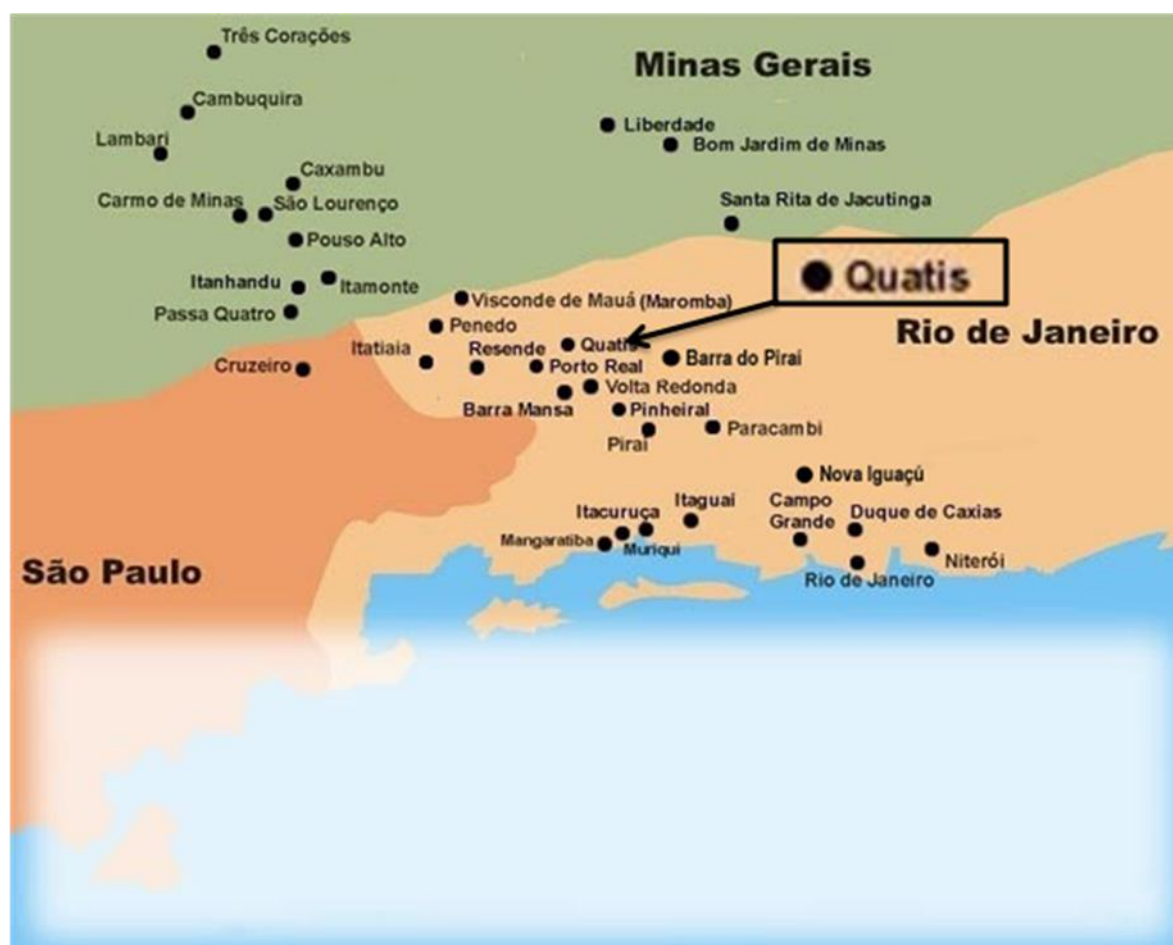 Três Corações
Minas Gerais
Cambuquira
Liberdade
Lambari
Bom Jardim de Minas
Caxambu
Carmo de Minas
São Lourenço
Santa Rita de Jacutinga
Pouso Alto
Quatis
Itanhandu
Itamonte
Visconde de Mauá (Maromba)
Passa Quatro
Penedo
Rio de Janeiro
Itatiaia
Resende
Quatis
Barra do Pirai
Cruzeiro
Porto Real
Volta Redonda
Barra Mansa
Pinheiral
Paracambi
Pirai
Nova Iguaçú
Itaguai
Campo
Grande
Itacuruça
Duque de Caxias
Mangaratiba
Muriqui
Niterói
São Paulo
Rio de Janeiro